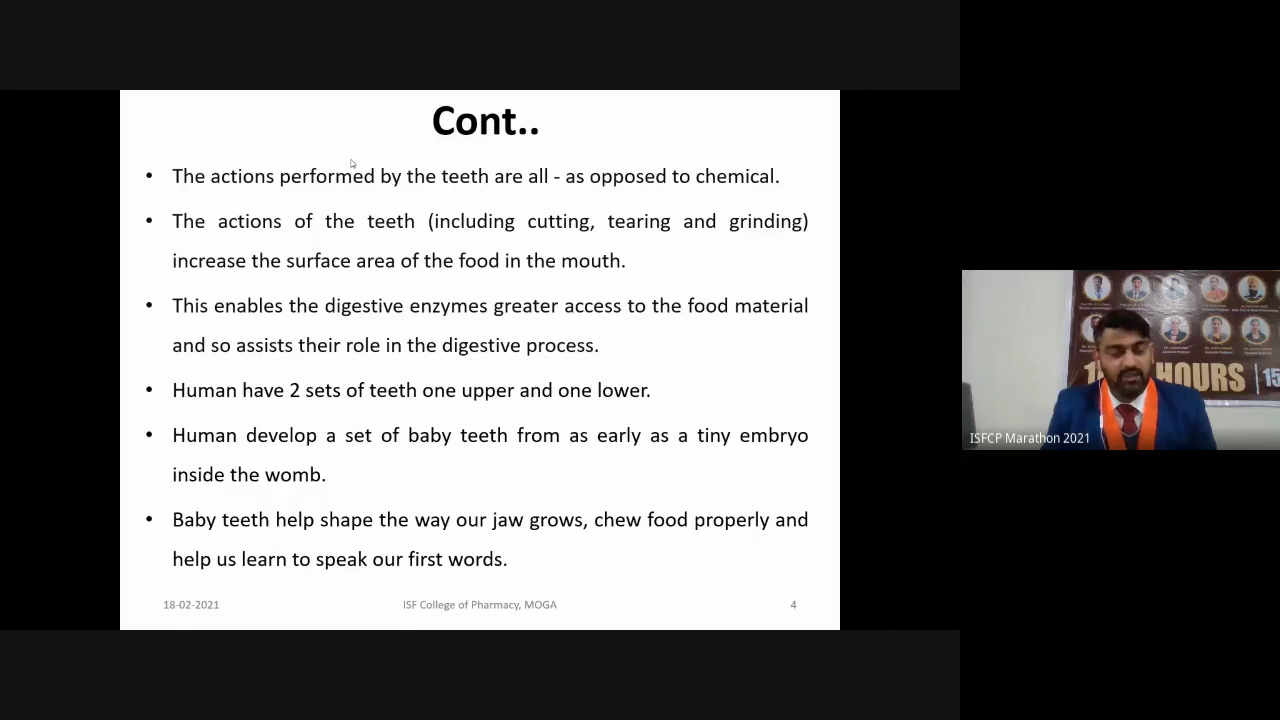 Cont..
• The actions performed by the teeth are all - as opposed to chemical.
• The actions of the teeth (including cutting, tearing and grinding)
increase the surface area of the food in the mouth.
• This enables the digestive enzymes greater access to the food material
and so assists their role in the digestive process.
• Human have 2 sets of teeth one upper and one lower.
• Human develop a set of baby teeth from as early as a tiny embryo
inside the womb.
• Baby teeth help shape the way our jaw grows, chew food properly and
help us learn to speak our first words.
18-02-2021
ISF College of Pharmacy, MOGA
4
HOURS
15
ISFCP Marathon 2021